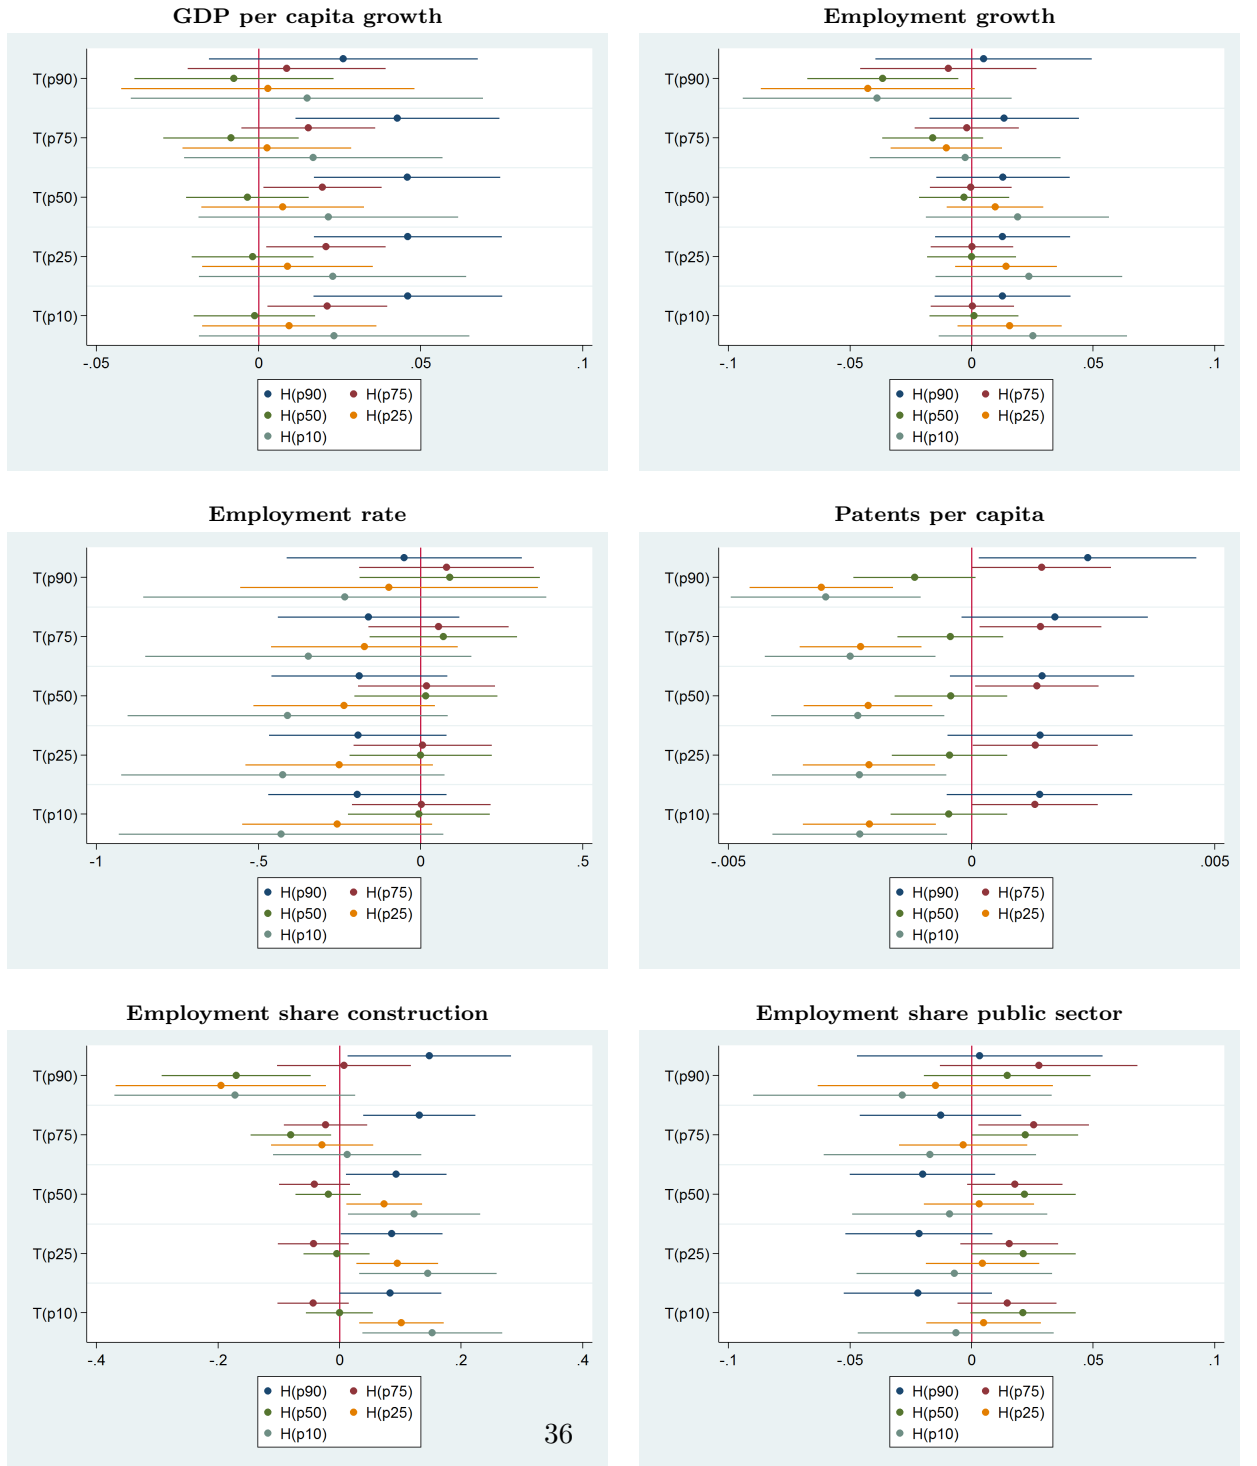 GDP per capita growth
T(p90)
T(p75)
T(p50)
T(p25)
T(p10)
-.05 0 .05 .1
H(p90) H(p75)
H(p50) H(p25)
H(p10)
Employment growth
T(p90)
T(p75)
T(p50)
T(p25)
T(p10)
-.1 -.05 0 .05 .1
H(p90) H(p75)
H(p50) H(p25)
H(p10)
Employment rate
T(p90)
T(p75)
T(p50)
T(p25)
T(p10)
-1 -.5 0 .5
H(p90) H(p75)
H(p50) H(p25)
H(p10)
Patents per capita
T(p90)
T(p75)
T(p50)
T(p25)
T(p10)
-.005 0 .005
H(p90) H(p75)
H(p50) H(p25)
H(p10)
Employment share construction
T(p90)
T(p75)
T(p50)
T(p25)
T(p10)
-.4 -.2 0 .2 .4
H(p90) H(p75)
H(p50) H(p25)
H(p10)
Employment share public sector
T(p90)
T(p75)
T(p50)
T(p25)
T(p10)
-.1 -.05 0 .05 .1
H(p90) H(p75)
H(p50) H(p25)
H(p10)
36